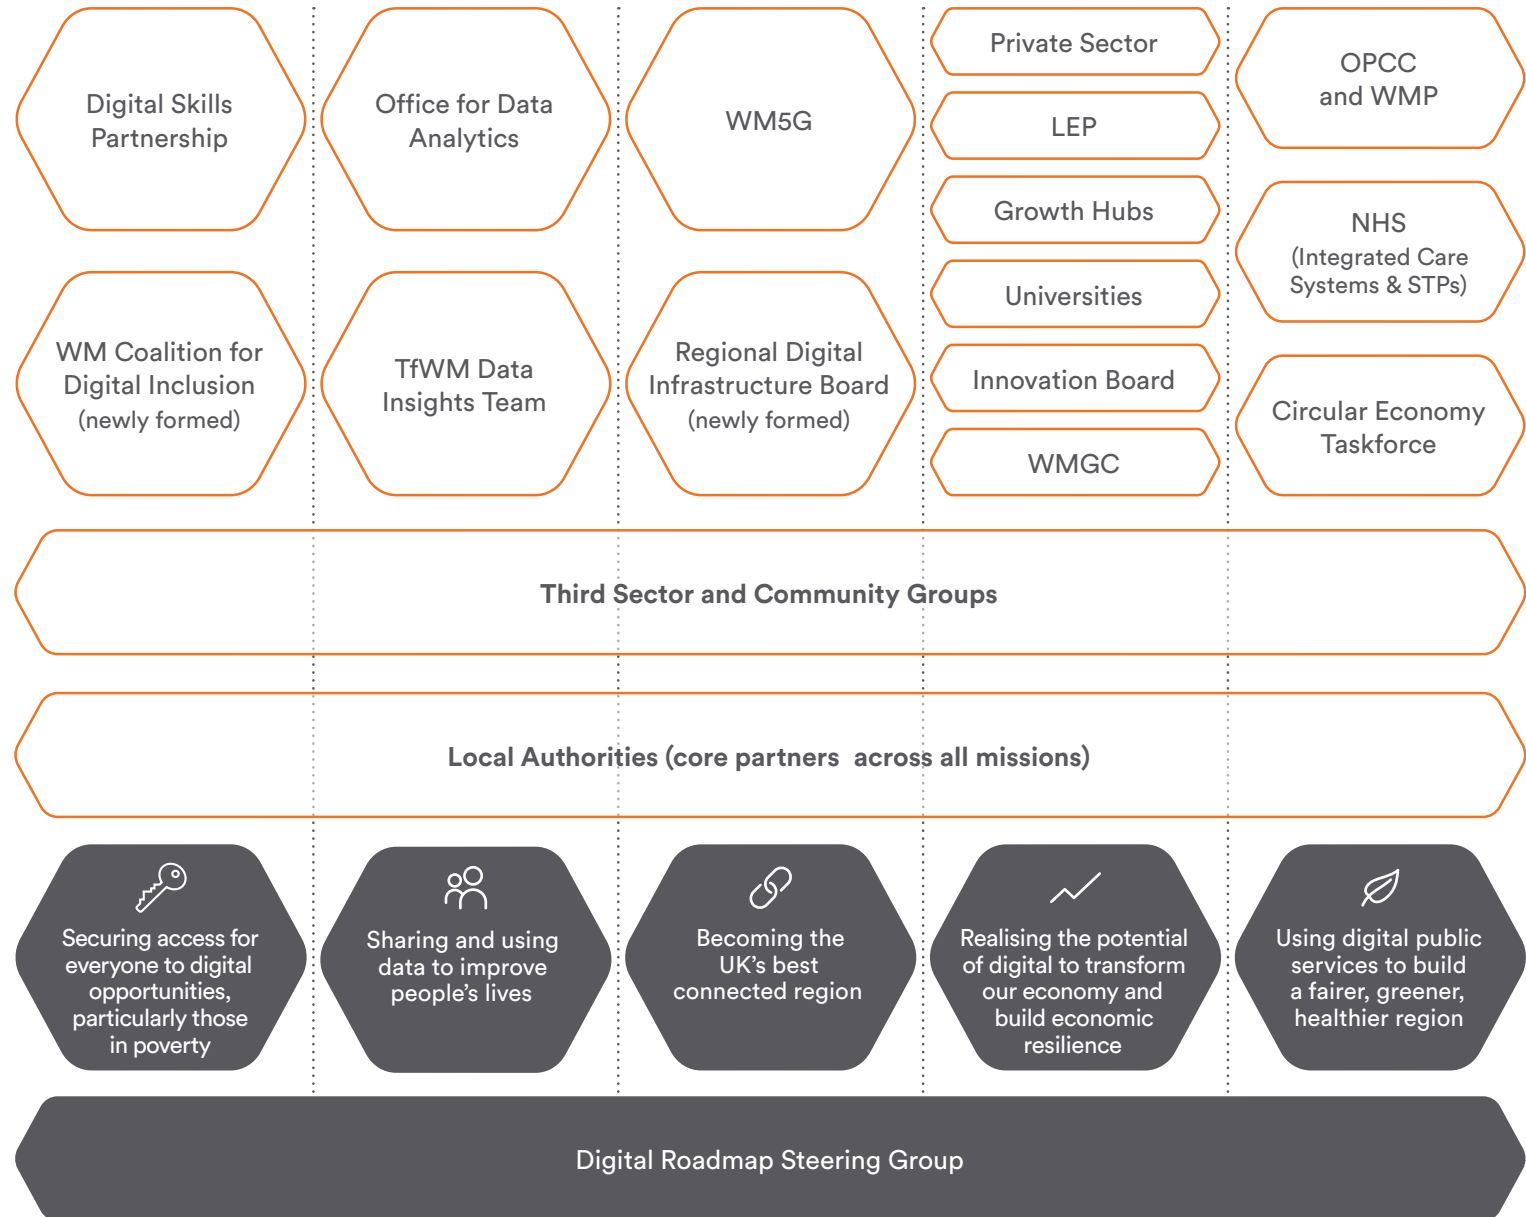 Digital Skills
Partnership
Office for Data
Analytics
WM5G
Private Sector
LEP
Growth Hubs
Universities
Innovation Board
WMGC
OPCC
and WMP
NHS
(Integrated Care
Systems & STPs)
Circular Economy
Taskforce
WM Coalition for
Digital Inclusion
(newly formed)
TfWM Data
Insights Team
Regional Digital
Infrastructure Board
(newly formed)
Third Sector and Community Groups
Local Authorities (core partners across all missions)
Securing access for
everyone to digital
opportunities,
particularly those
in poverty
Sharing and using
data to improve
people's lives
Becoming the
UK's best
connected region
Realising the potential
of digital to transform
our economy and
build economic
resilience
Using digital public
services to build
a fairer, greener,
healthier region
Digital Roadmap Steering Group